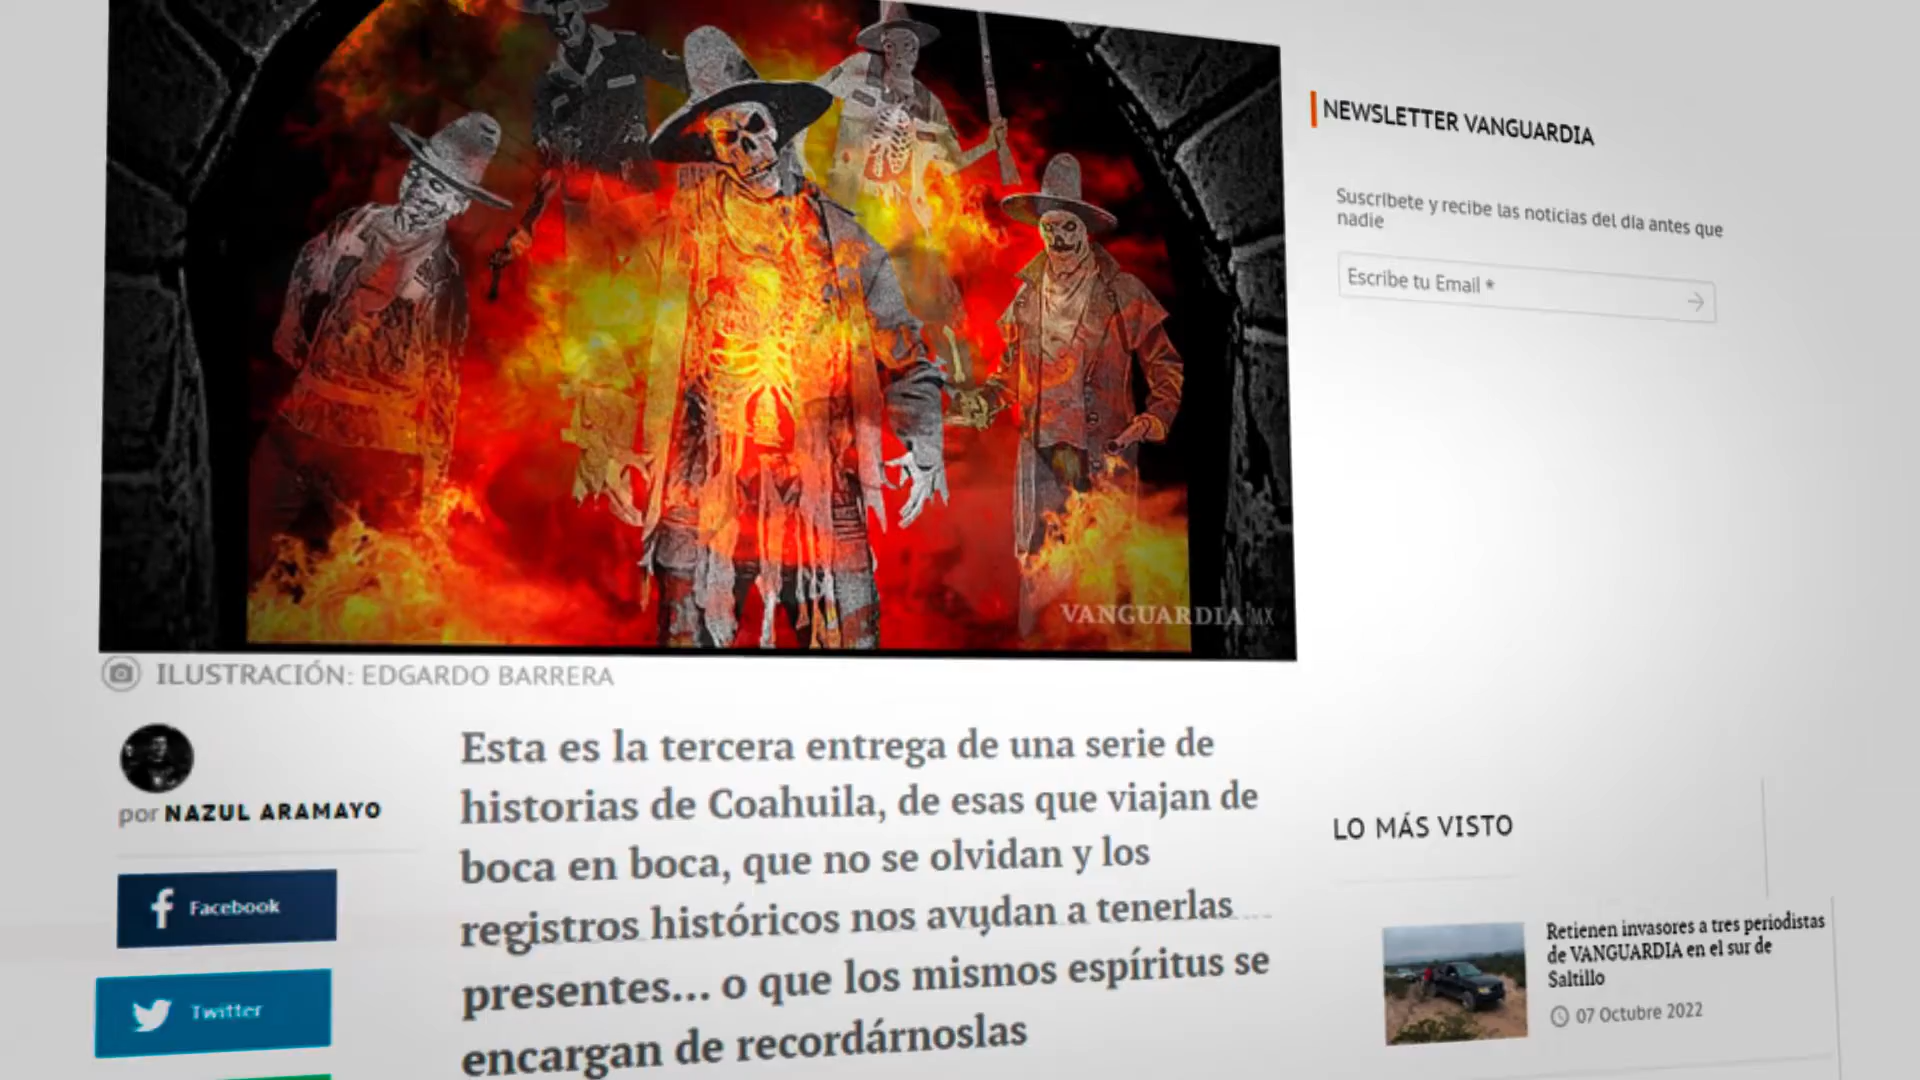 VANGUARDIA MX
ILUSTRACIÓN: EDGARDO BARRERA
por NAZUL ARAMAYO
Facebook
Twitter
Esta es la tercera entrega de una serie de
historias de Coahuila, de esas que viajan de
boca en boca, que no se olvidan y los
registros históricos nos ayudan a tenerlas
presentes... o que los mismos espíritus se
encargan de recordárnoslas
NEWSLETTER VANGUARDIA
Suscríbete y recibe las noticias del día antes que
nadie
Escribe tu Email *
LO MÁS VISTO
Retienen invasores a tres periodistas
de VANGUARDIA en el sur de
Saltillo
07 Octubre 2022